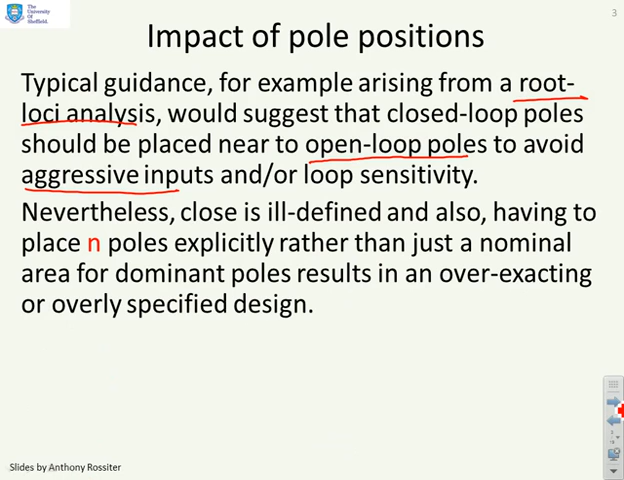 The
University
Of
Sheffield.
3
Impact of pole positions
Typical guidance, for example arising from a root-
loci analysis, would suggest that closed-loop poles
should be placed near to open-loop poles to avoid
aggressive inputs and/or loop sensitivity.
Nevertheless, close is ill-defined and also, having to
place n poles explicitly rather than just a nominal
area for dominant poles results in an over-exacting
or overly specified design.
Slides by Anthony Rossiter